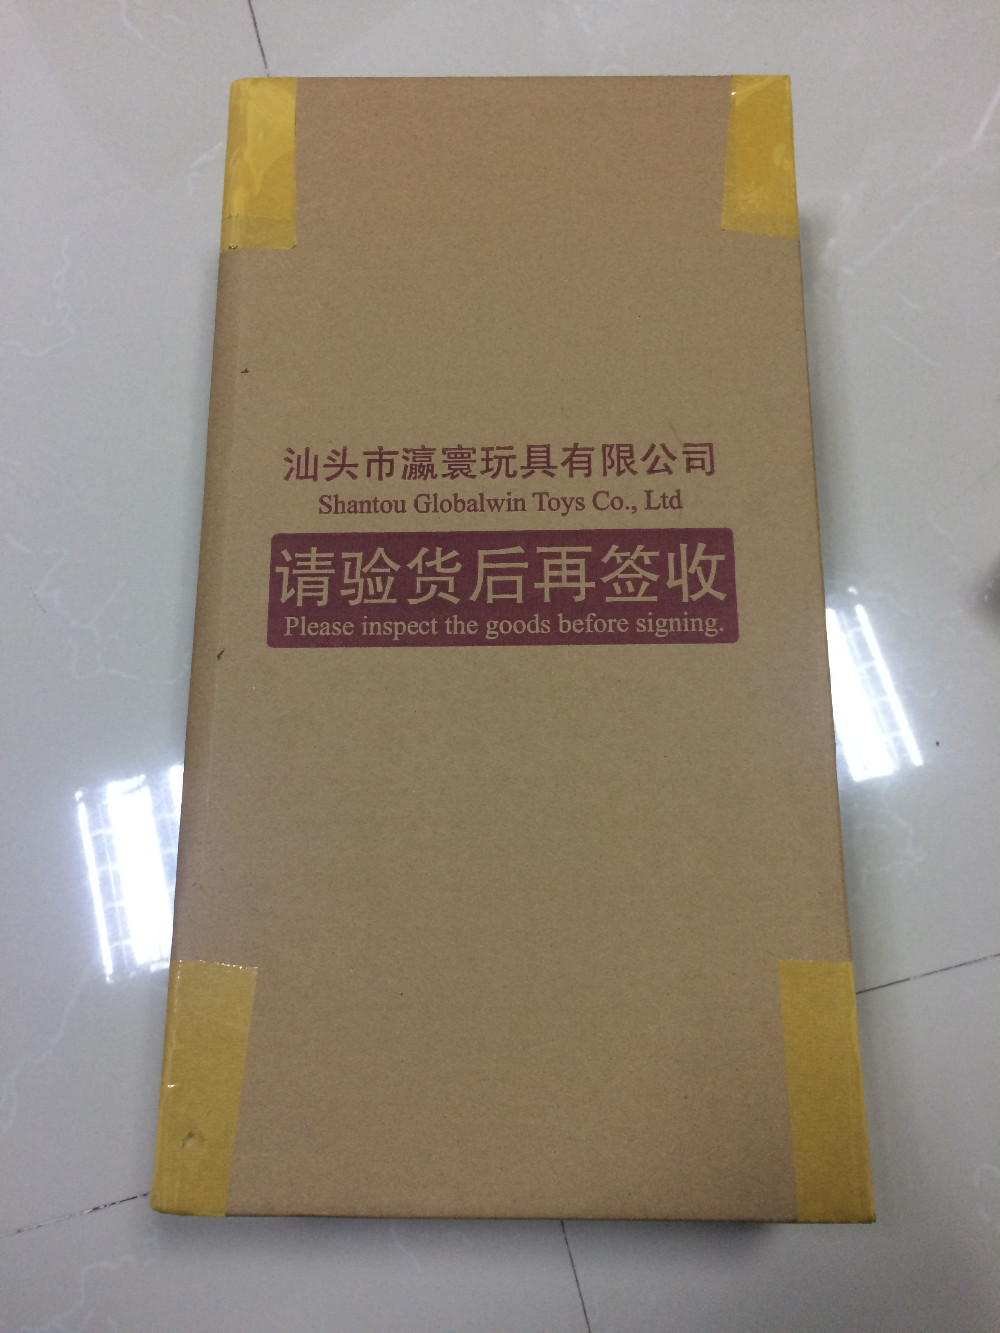 汕头市瀛寰玩具有限公司
Shantou Globalwin Toys Co., Ltd
请验货后再签收
Please inspect the goods before signing.